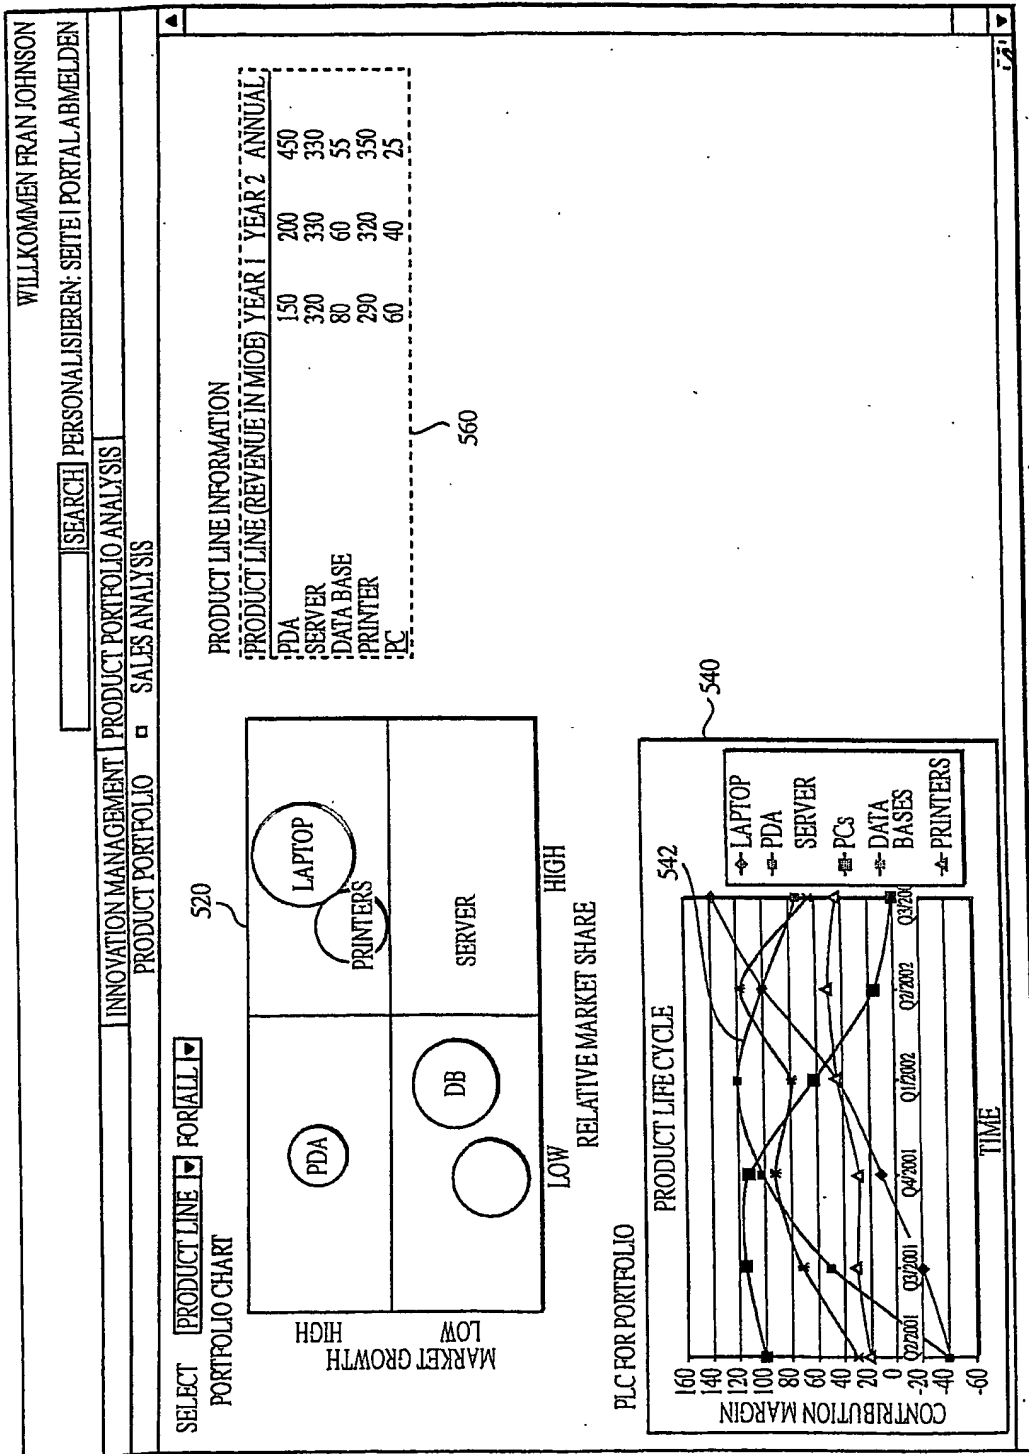 WILLKOMMEN FRAN JOHNSON
SEARCH PERSONALISIEREN: SEITE | PORTAL ABMELDEN
INNOVATION MANAGEMENT | PRODUCT PORTFOLIO ANALYSIS
PRODUCT PORTFOLIO SALES ANALYSIS
SELECT PRODUCT LINE FOR ALL
PORTFOLIO CHART
520
MARKET GROWTH
HIGH
LOW
PDA
LAPTOP
PRINTERS
DB
SERVER
LOW
HIGH
RELATIVE MARKET SHARE
PRODUCT LINE INFORMATION
PRODUCT LINE (REVENUE IN MIOB) YEAR 1 YEAR 2 ANNUAL
PDA 150 200 450
SERVER 320 330 330
DATA BASE 80 60 55
PRINTER 290 320 350
PC 60 40 25
560
PLC FOR PORTFOLIO
540
PRODUCT LIFE CYCLE
542
CONTRIBUTION MARGIN
160
140
120
100
80
60
40
20
0
-20
-40
-60
Q2/2001
Q3/2001
Q4/2001
Q1/2002
Q2/2002
Q3/200
TIME
LAPTOP
PDA
SERVER
PCs
DATA BASES
PRINTERS